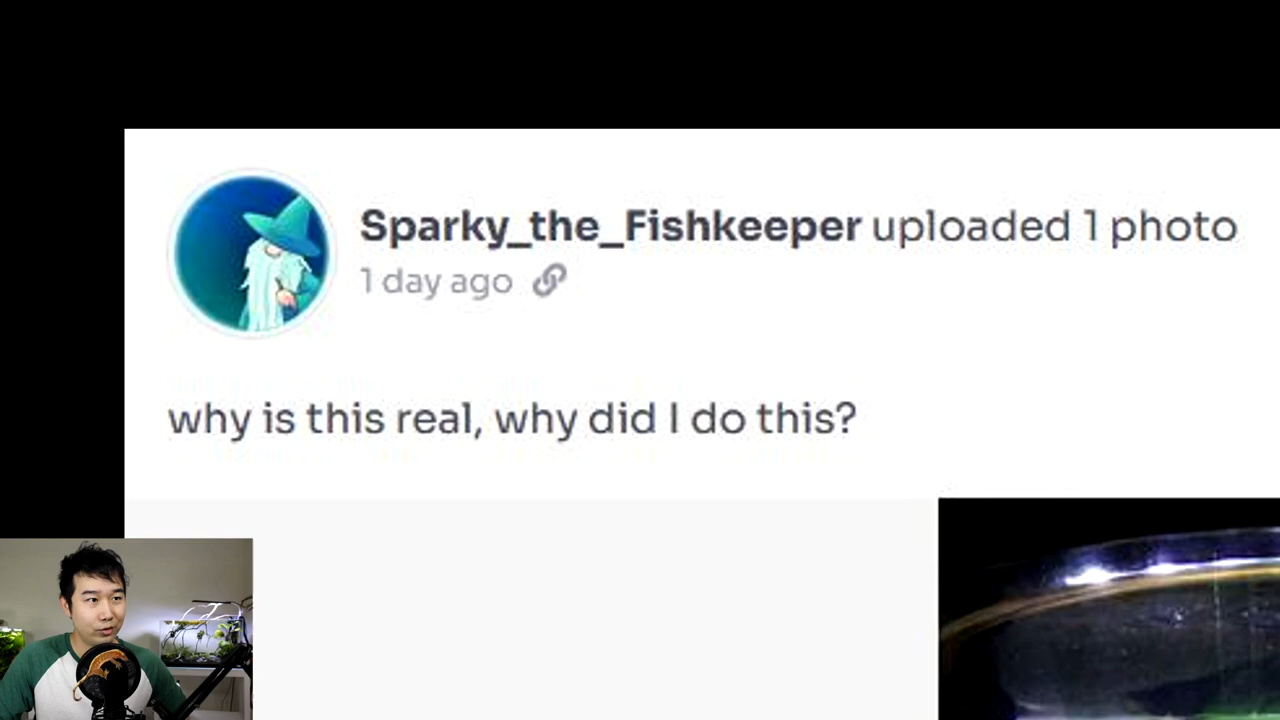 Sparky_the_Fishkeeper uploaded 1 photo
1 day ago
why is this real, why did I do this?